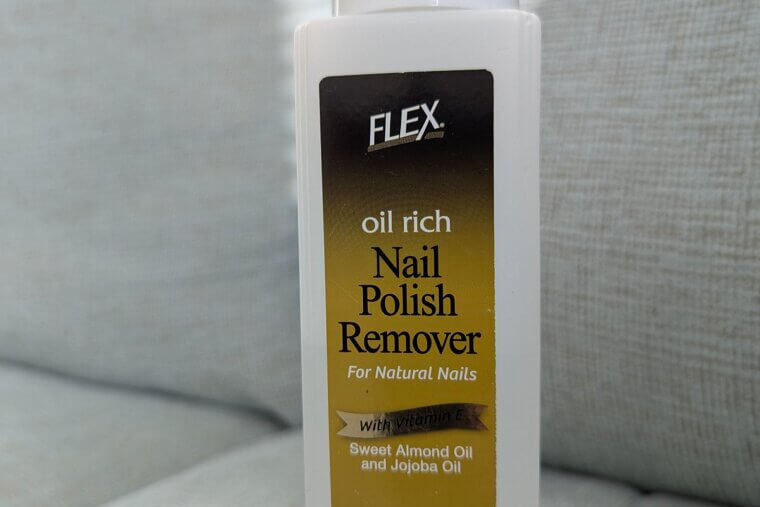 FLEX®
oil rich
Nail
Polish
Remover
For Natural Nails
With Vitamin E,
Sweet Almond Oil
and Jojoba Oil